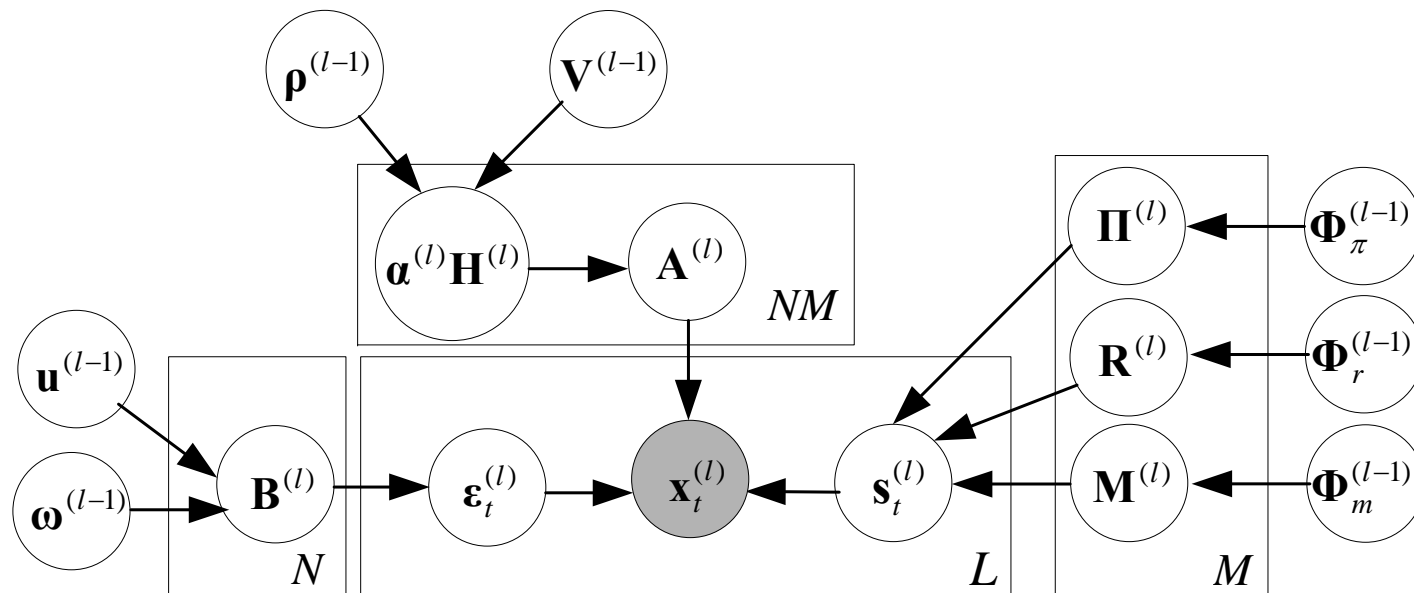 ρ^(l−1) V^(l−1)
α^(l)H^(l) A^(l) Π^(l) Φ_π^(l−1)
NM
u^(l−1) R^(l) Φ_r^(l−1)
ω^(l−1) B^(l) ε_t^(l) x_t^(l) s_t^(l) M^(l) Φ_m^(l−1)
N L M